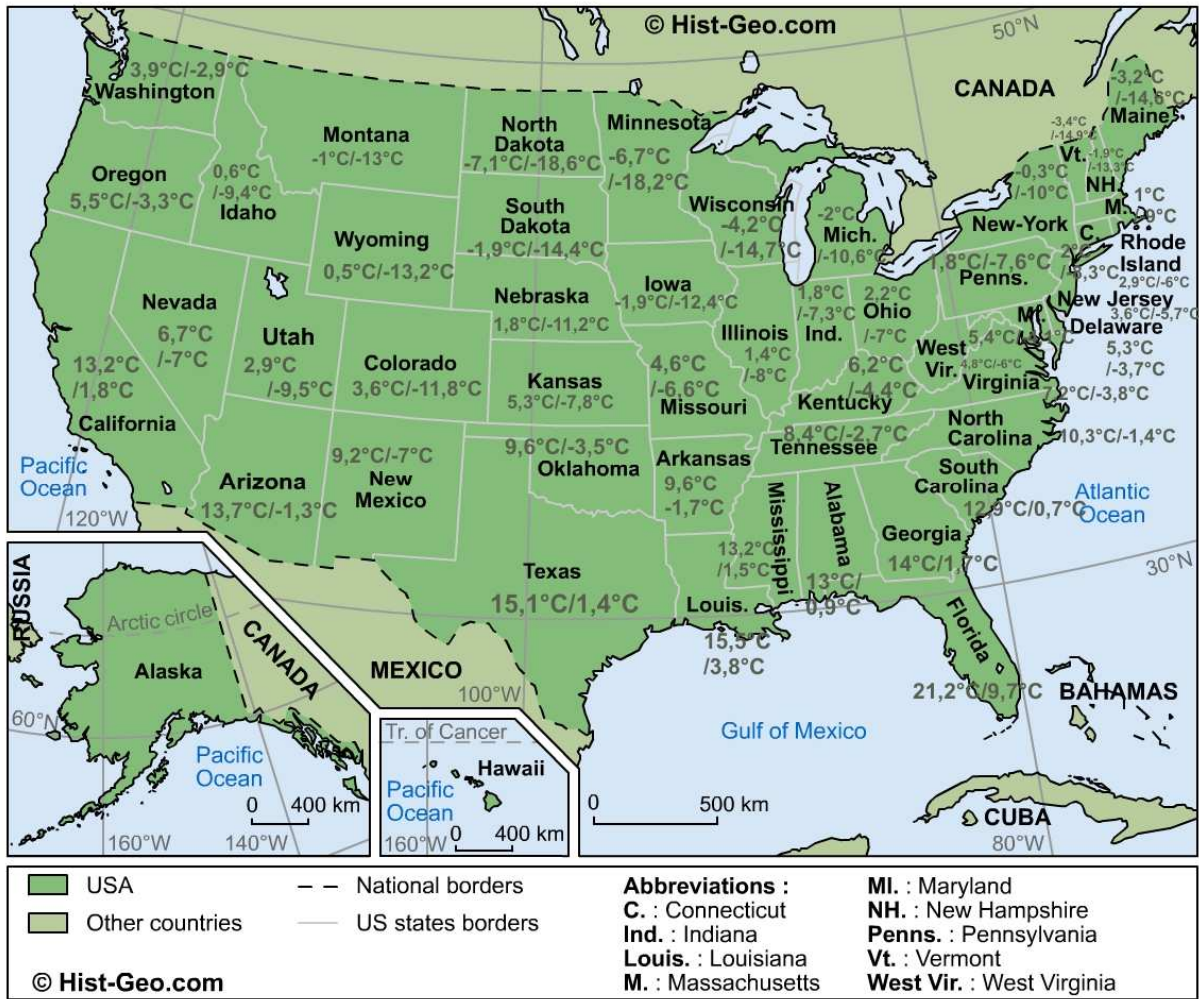 © Hist-Geo.com
50°N
CANADA
3,9°C/-2,9°C
Washington
Montana
-1°C/-13°C
North
Dakota
-7,1°C/-18,6°C
Minnesota
-6,7°C
/-18,2°C
-3,2°C
/-14,6°C
Maine
-3,4°C
/-14,9°C
Vt.
-1,9°C
/-13,3°C
NH.
-0,3°C
/-10°C
New-York
Oregon
5,5°C/-3,3°C
0,6°C
/-9,4°C
Idaho
Wyoming
0,5°C/-13,2°C
South
Dakota
-1,9°C/-14,4°C
Wisconsin
-4,2°C
/-14,7°C
-2°C
Mich.
/-10,6°C
M.
1°C
C.
2°C
Rhode
Island
2,9°C/-6°C
1,8°C/-7,6°C
Penns.
New Jersey
3,6°C/-5,7°C
Delaware
5,3°C
/-3,7°C
Nevada
6,7°C
/-7°C
Utah
2,9°C
/-9,5°C
Colorado
3,6°C/-11,8°C
Nebraska
1,8°C/-11,2°C
Iowa
-1,9°C/-12,4°C
Illinois
1,4°C
/-8°C
1,8°C
/-7,3°C
Ind.
2,2°C
Ohio
/-7°C
Ml.
West
Vir.
4,8°C/-6°C
Virginia
7,2°C/-3,8°C
13,2°C
/1,8°C
California
Kansas
5,3°C/-7,8°C
4,6°C
/-6,6°C
Missouri
6,2°C
/-4,4°C
Kentucky
8,4°C/-2,7°C
Tennessee
North
Carolina
10,3°C/-1,4°C
Arizona
13,7°C/-1,3°C
9,2°C/-7°C
New
Mexico
9,6°C/-3,5°C
Oklahoma
Arkansas
9,6°C
-1,7°C
South
Carolina
12,9°C/0,7°C
Pacific
Ocean
120°W
Atlantic
Ocean
30°N
Texas
15,1°C/1,4°C
Louis.
15,5°C
/3,8°C
13,2°C
/1,5°C
Mississippi
Alabama
13°C/
0,9°C
Georgia
14°C/1,7°C
Florida
21,2°C/9,7°C
BAHAMAS
Gulf of Mexico
CUBA
80°W
MEXICO
100°W
RUSSIA
Arctic circle
Alaska
CANADA
60°N
Pacific
Ocean
0 400 km
160°W
140°W
Tr. of Cancer
Hawaii
Pacific
Ocean
160°W
0 400 km
0 500 km
USA
Other countries
National borders
US states borders
© Hist-Geo.com
Abbreviations :
C. : Connecticut
Ind. : Indiana
Louis. : Louisiana
M. : Massachusetts
Ml. : Maryland
NH. : New Hampshire
Penns. : Pennsylvania
Vt. : Vermont
West Vir. : West Virginia